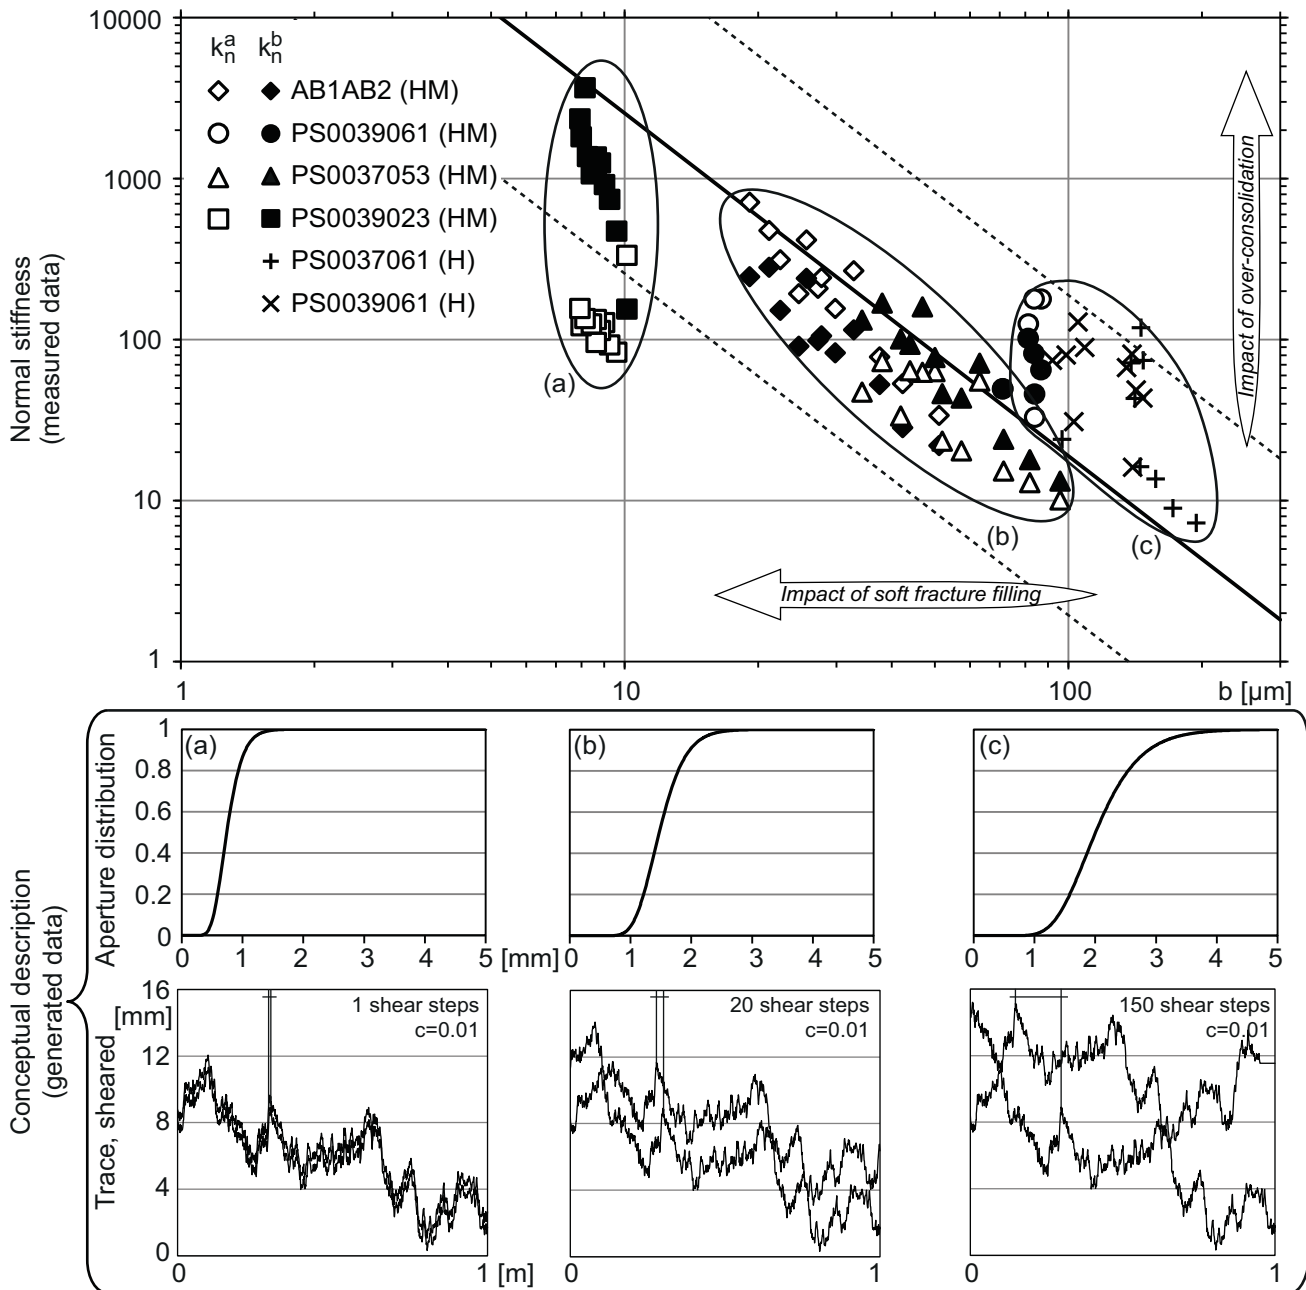 10000
1000
100
10
1
Normal stiffness
(measured data)
k_n^a k_n^b
AB1AB2 (HM)
PS0039061 (HM)
PS0037053 (HM)
PS0039023 (HM)
PS0037061 (H)
PS0039061 (H)
(a)
(b)
(c)
Impact of over-consolidation
Impact of soft fracture filling
1 10 100 b [µm]
Conceptual description
(generated data)
Aperture distribution
1
0.8
0.6
0.4
0.2
0
(a)
(b)
(c)
0 1 2 3 4 5 [mm] 0 1 2 3 4 5 0 1 2 3 4 5
Trace, sheared
16
[mm]
12
8
4
0
1 shear steps
c=0.01
20 shear steps
c=0.01
150 shear steps
c=0.01
0 1 [m] 0 1 0 1